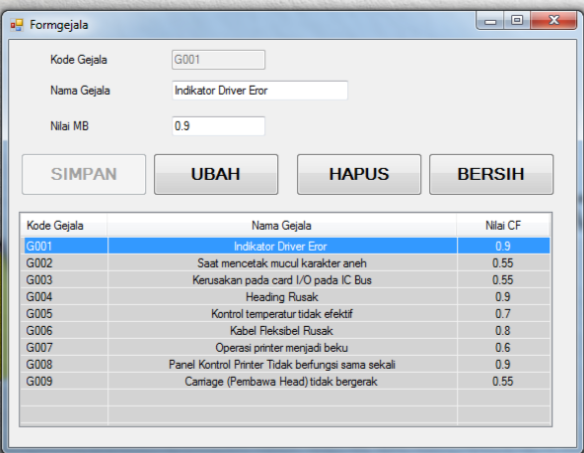 Formgejala
Kode Gejala G001
Nama Gejala Indikator Driver Eror
Nilai MB 0.9
SIMPAN UBAH HAPUS BERSIH
Kode Gejala Nama Gejala Nilai CF
G001 Indikator Driver Eror 0.9
G002 Saat mencetak mucul karakter aneh 0.55
G003 Kerusakan pada card I/O pada IC Bus 0.55
G004 Heading Rusak 0.9
G005 Kontrol temperatur tidak efektif 0.7
G006 Kabel Fleksibel Rusak 0.8
G007 Operasi printer menjadi beku 0.6
G008 Panel Kontrol Printer Tidak berfungsi sama sekali 0.9
G009 Carriage (Pembawa Head) tidak bergerak 0.55